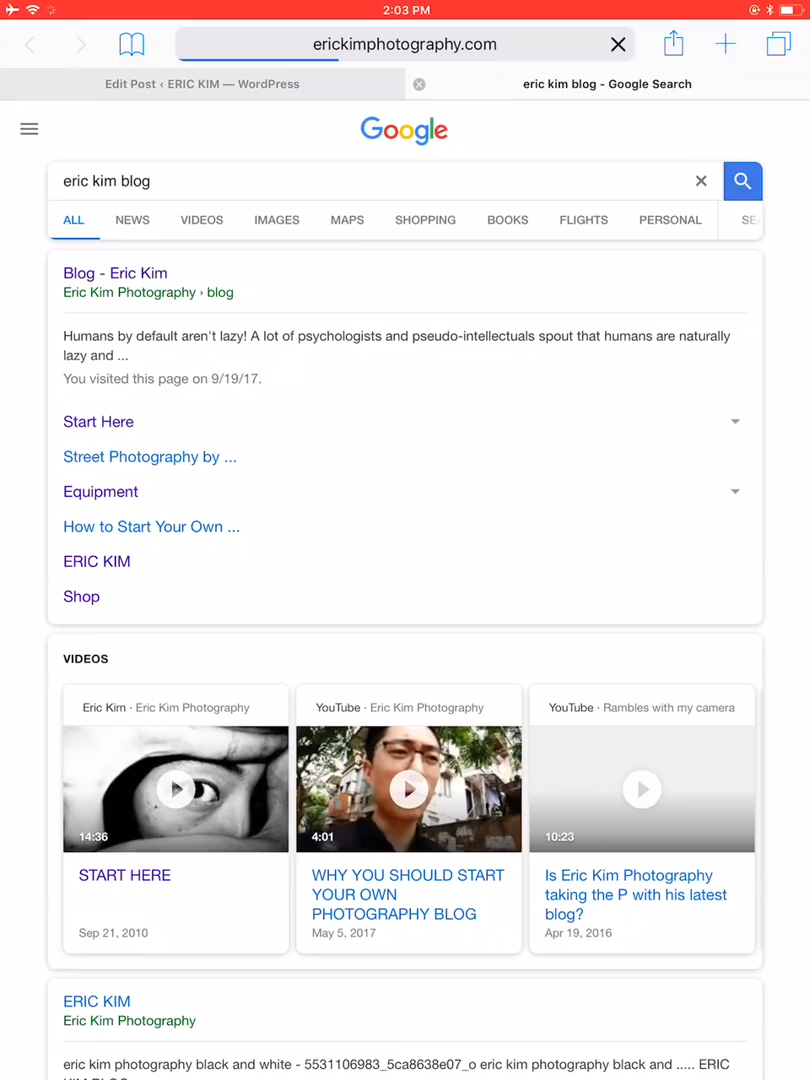 2:03 PM
erickimphotography.com
Edit Post ‹ ERIC KIM — WordPress
eric kim blog - Google Search
Google
eric kim blog
ALL NEWS VIDEOS IMAGES MAPS SHOPPING BOOKS FLIGHTS PERSONAL SEA
Blog - Eric Kim
Eric Kim Photography › blog
Humans by default aren't lazy! A lot of psychologists and pseudo-intellectuals spout that humans are naturally
lazy and ...
You visited this page on 9/19/17.
Start Here
Street Photography by ...
Equipment
How to Start Your Own ...
ERIC KIM
Shop
VIDEOS
Eric Kim · Eric Kim Photography
14:36
START HERE
Sep 21, 2010
YouTube · Eric Kim Photography
4:01
WHY YOU SHOULD START
YOUR OWN
PHOTOGRAPHY BLOG
May 5, 2017
YouTube · Rambles with my camera
10:23
Is Eric Kim Photography
taking the P with his latest
blog?
Apr 19, 2016
ERIC KIM
Eric Kim Photography
eric kim photography black and white - 5531106983_5ca8638e07_o eric kim photography black and ..... ERIC
KIM BLOG